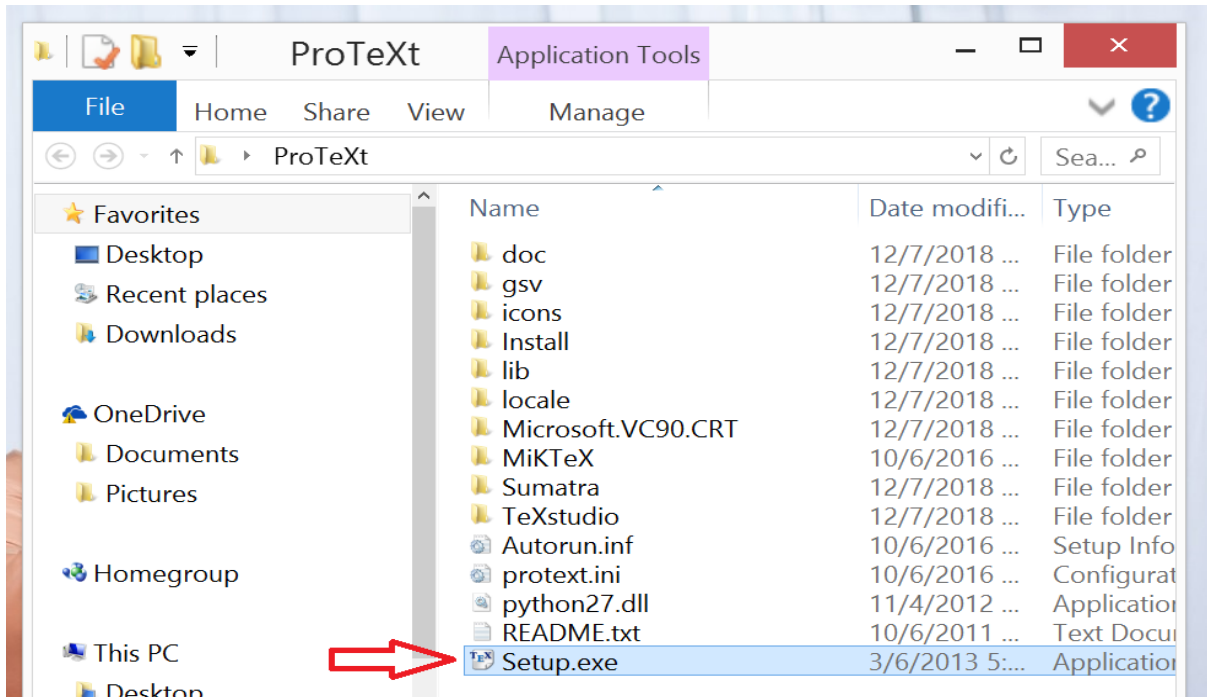 ProTeXt
Application Tools
File Home Share View Manage
ProTeXt
Sea...
Favorites
Desktop
Recent places
Downloads
OneDrive
Documents
Pictures
Homegroup
This PC
Desktop
Name Date modifi... Type
doc 12/7/2018 ... File folder
gsv 12/7/2018 ... File folder
icons 12/7/2018 ... File folder
Install 12/7/2018 ... File folder
lib 12/7/2018 ... File folder
locale 12/7/2018 ... File folder
Microsoft.VC90.CRT 12/7/2018 ... File folder
MiKTeX 10/6/2016 ... File folder
Sumatra 12/7/2018 ... File folder
TeXstudio 12/7/2018 ... File folder
Autorun.inf 10/6/2016 ... Setup Info
protext.ini 10/6/2016 ... Configurat
python27.dll 11/4/2012 ... Application
README.txt 10/6/2011 ... Text Docu
Setup.exe 3/6/2013 5:... Application